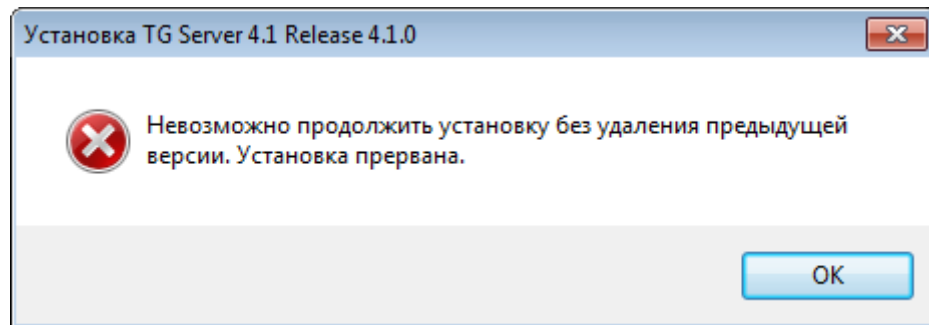 Установка TG Server 4.1 Release 4.1.0
Невозможно продолжить установку без удаления предыдущей
версии. Установка прервана.
OK